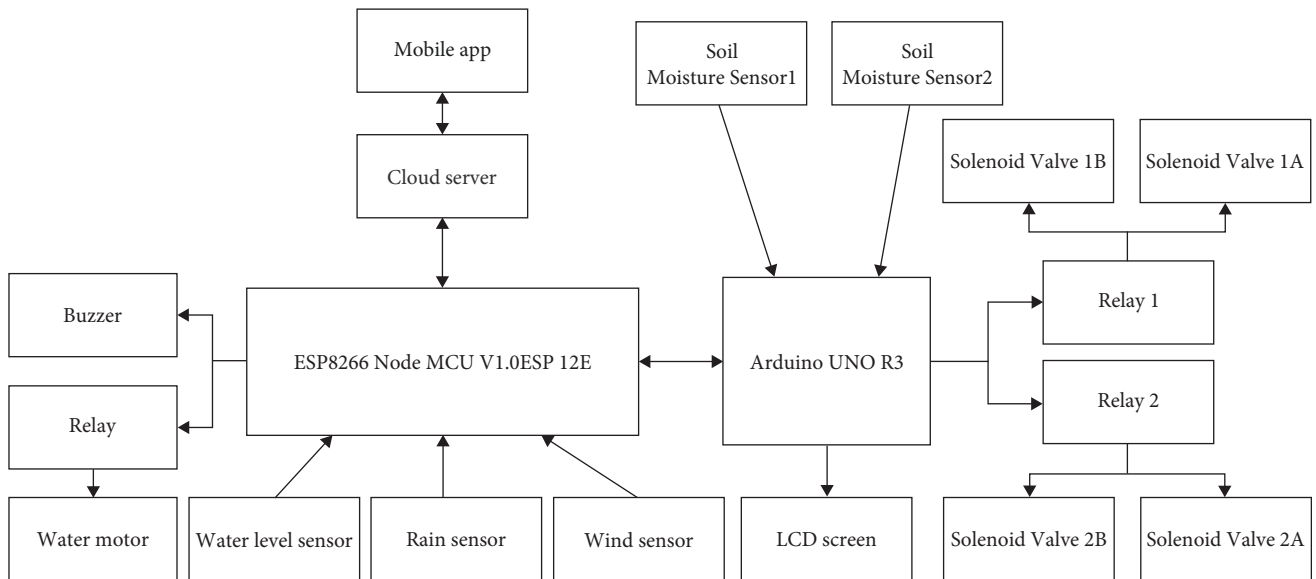 Mobile app
Soil
Moisture Sensor1
Soil
Moisture Sensor2
Cloud server
Solenoid Valve 1B
Solenoid Valve 1A
Buzzer
ESP8266 Node MCU V1.0ESP 12E
Arduino UNO R3
Relay 1
Relay
Relay 2
Water motor
Water level sensor
Rain sensor
Wind sensor
LCD screen
Solenoid Valve 2B
Solenoid Valve 2A